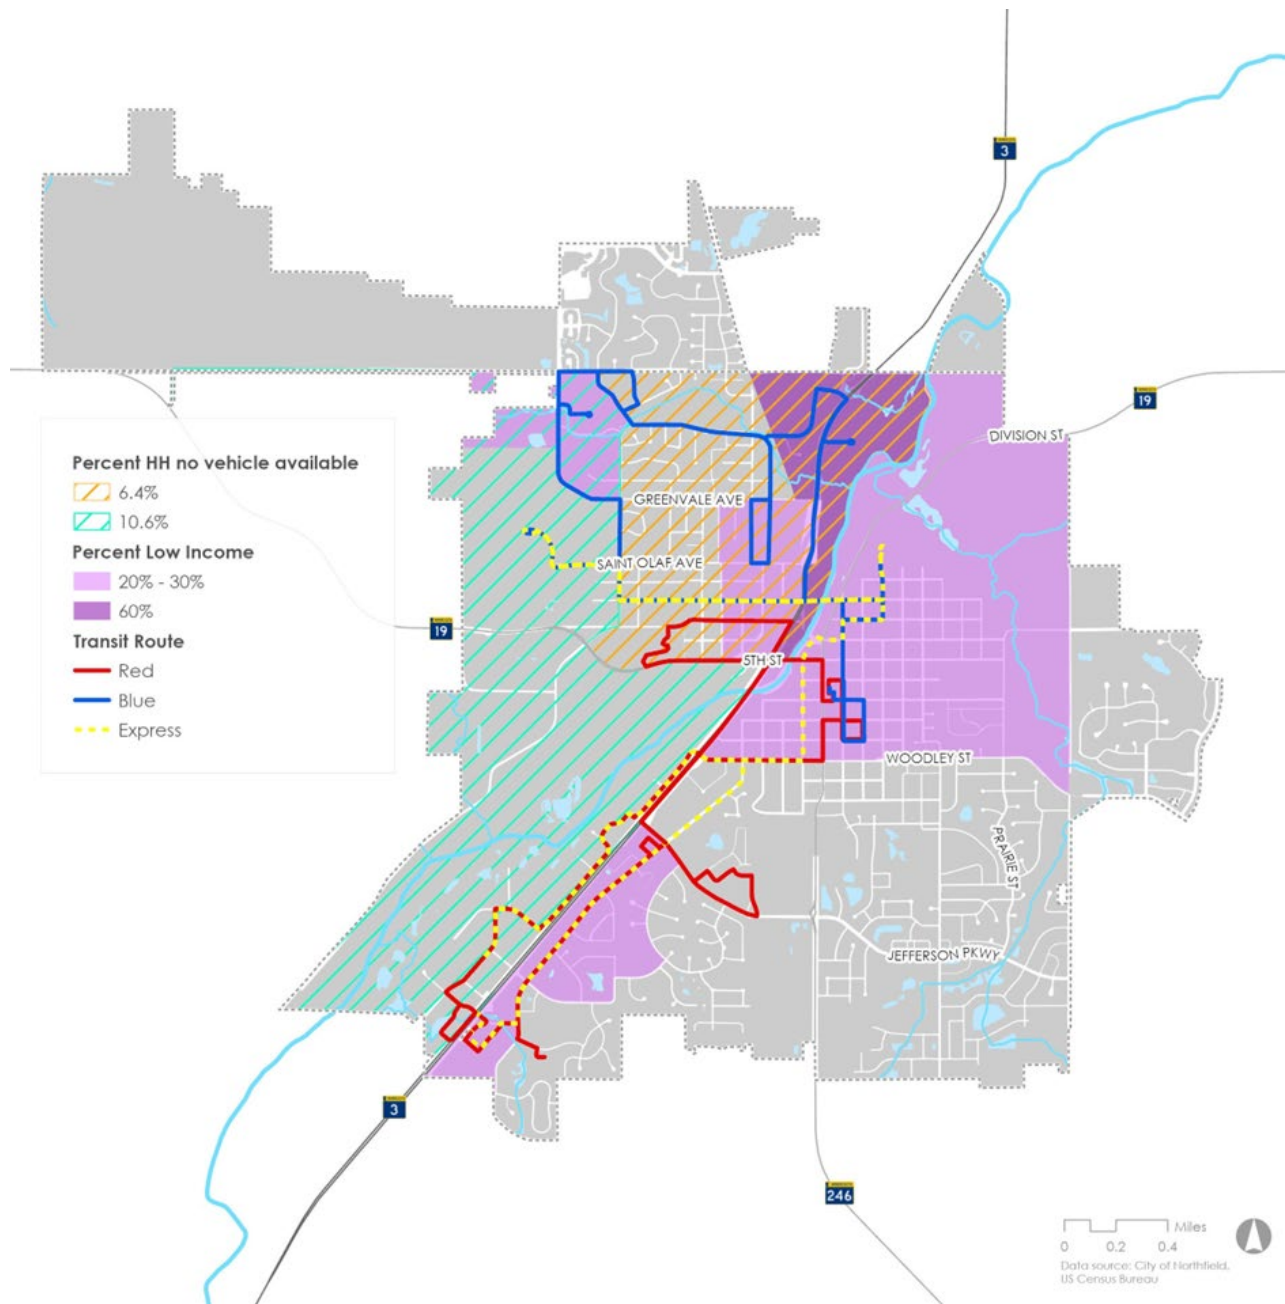 3
19
DIVISION ST
Percent HH no vehicle available
6.4%
10.6%
Percent Low Income
20% - 30%
60%
Transit Route
Red
Blue
Express
GREENVALE AVE
SAINT OLAF AVE
19
5TH ST
WOODLEY ST
PRAIRIE ST
JEFFERSON PKWY
3
246
Miles
0 0.2 0.4
Data source: City of Northfield,
US Census Bureau